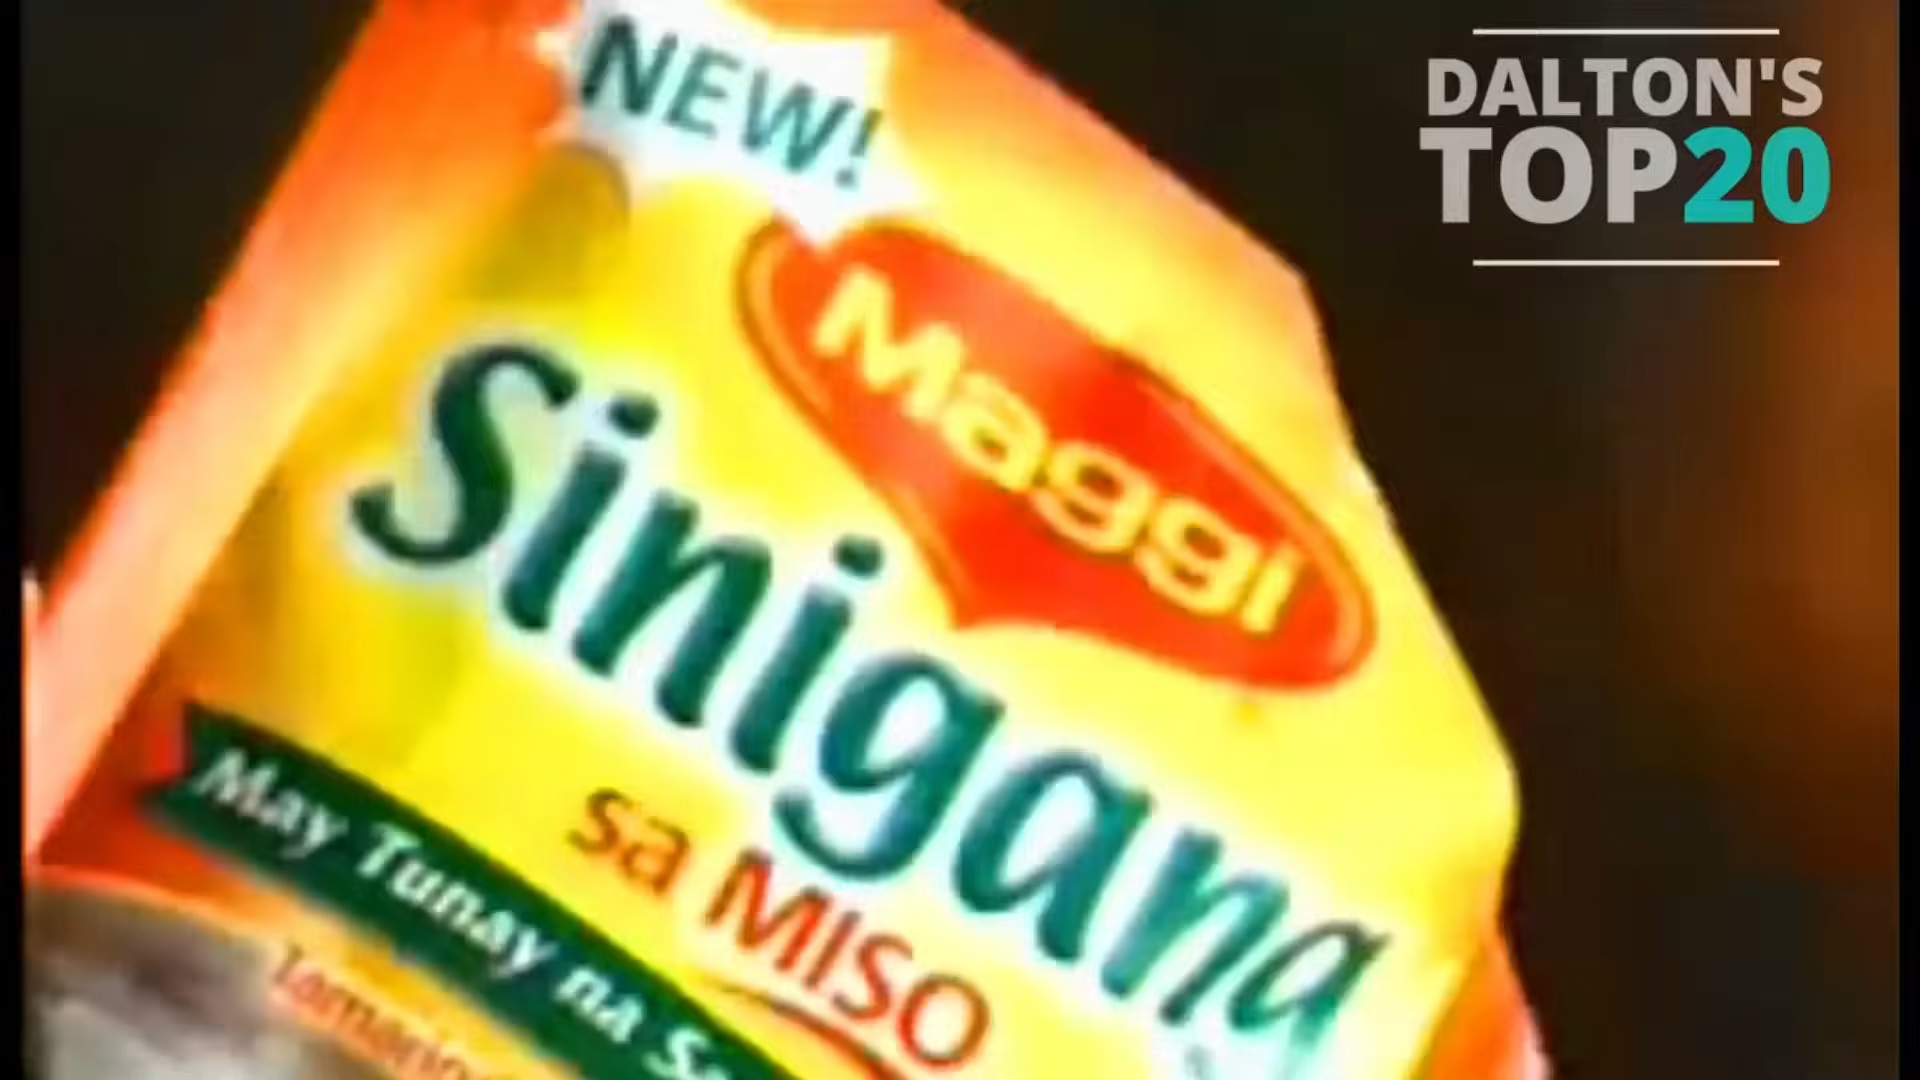 DALTON'S
TOP20
NEW!
Maggi
Sinigang
sa MISO
May Tunay na